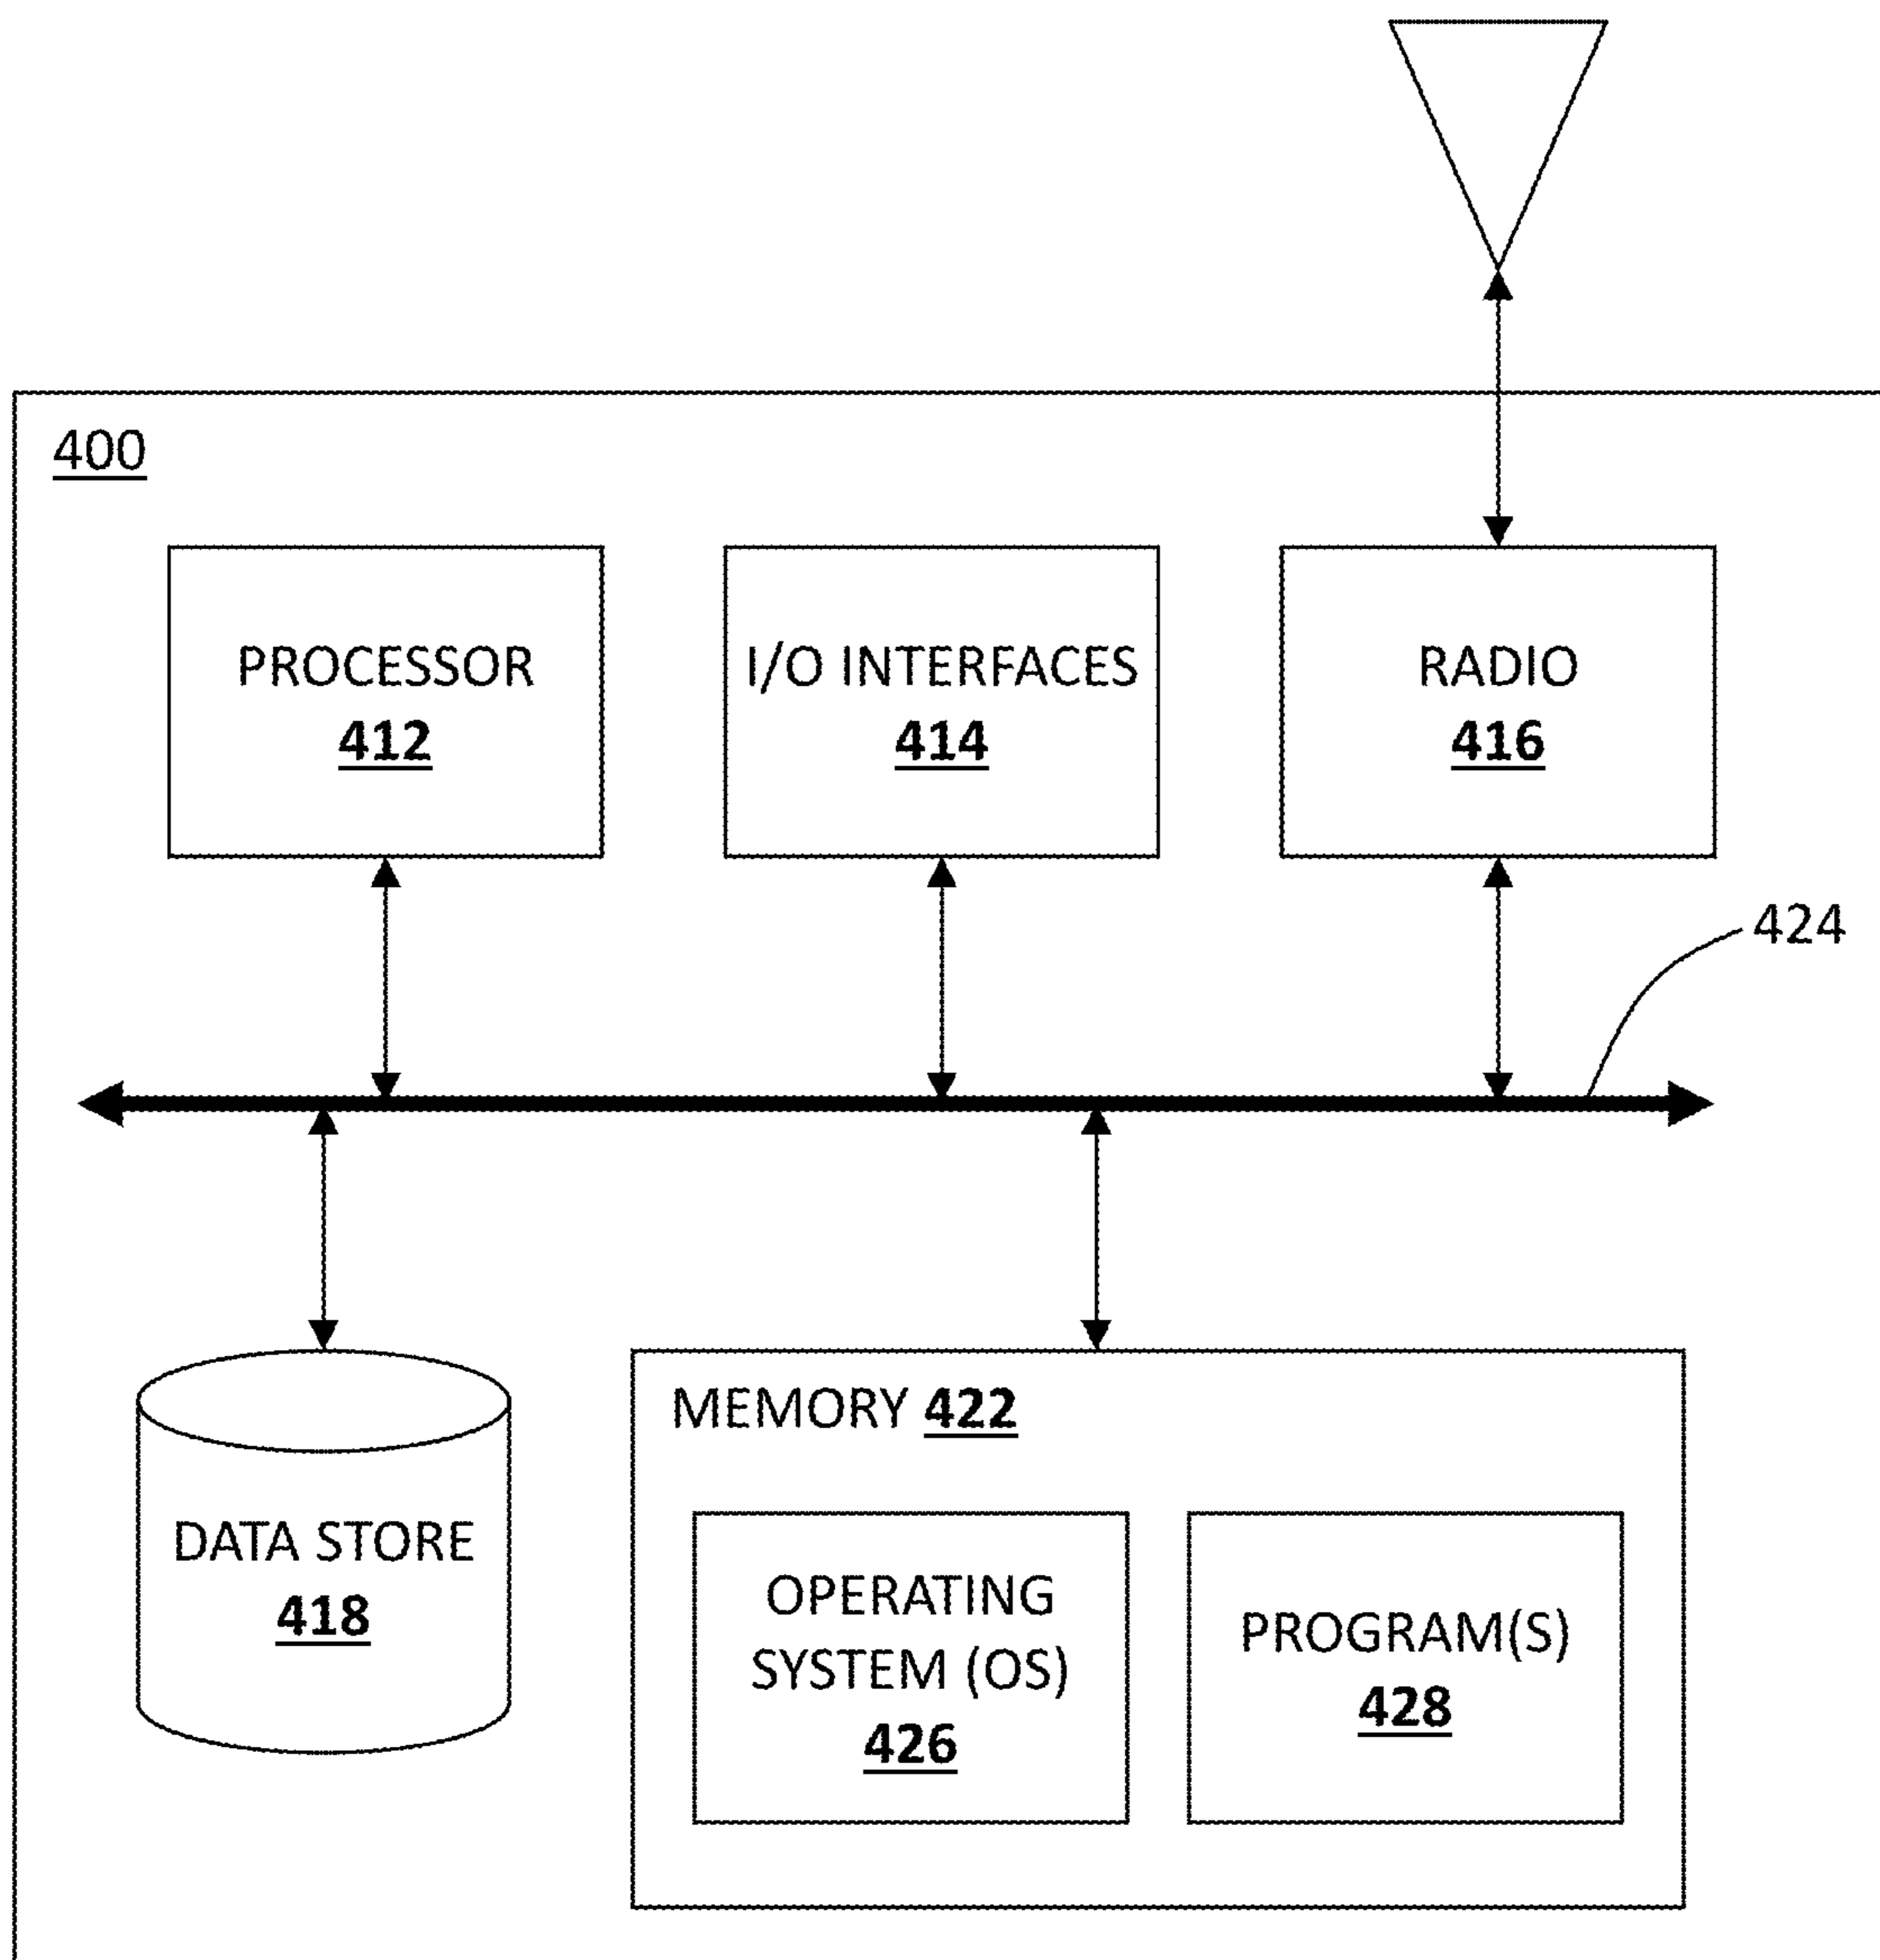 400
PROCESSOR
412
I/O INTERFACES
414
RADIO
416
424
MEMORY 422
DATA STORE
418
OPERATING
SYSTEM (OS)
426
PROGRAM(S)
428